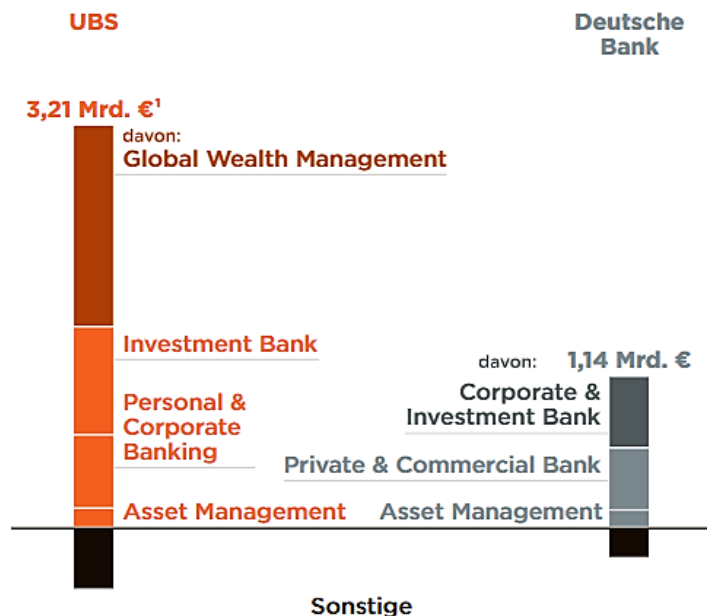 UBS
Deutsche
Bank
3,21 Mrd. €¹
davon:
Global Wealth Management
Investment Bank
Personal &
Corporate
Banking
Asset Management
davon: 1,14 Mrd. €
Corporate &
Investment Bank
Private & Commercial Bank
Asset Management
Sonstige